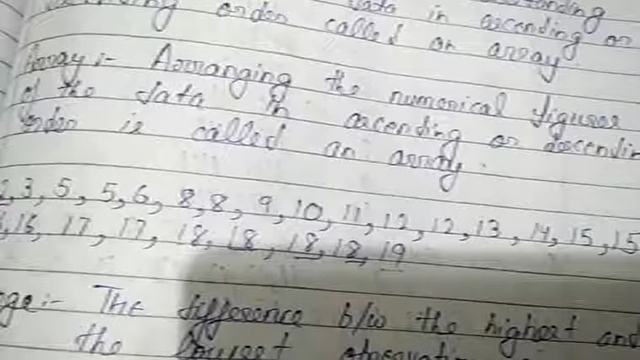 order called an array
data in ascending or
Array :- Arranging the numerical figures
of the data in ascending or descending
order is called an array.
2, 3, 5, 5, 6, 8, 8, 9, 10, 11, 12, 12, 13, 14, 15, 15
16, 17, 17, 18, 18, 18, 18, 19
The difference b/w the highest and
the lowest observation